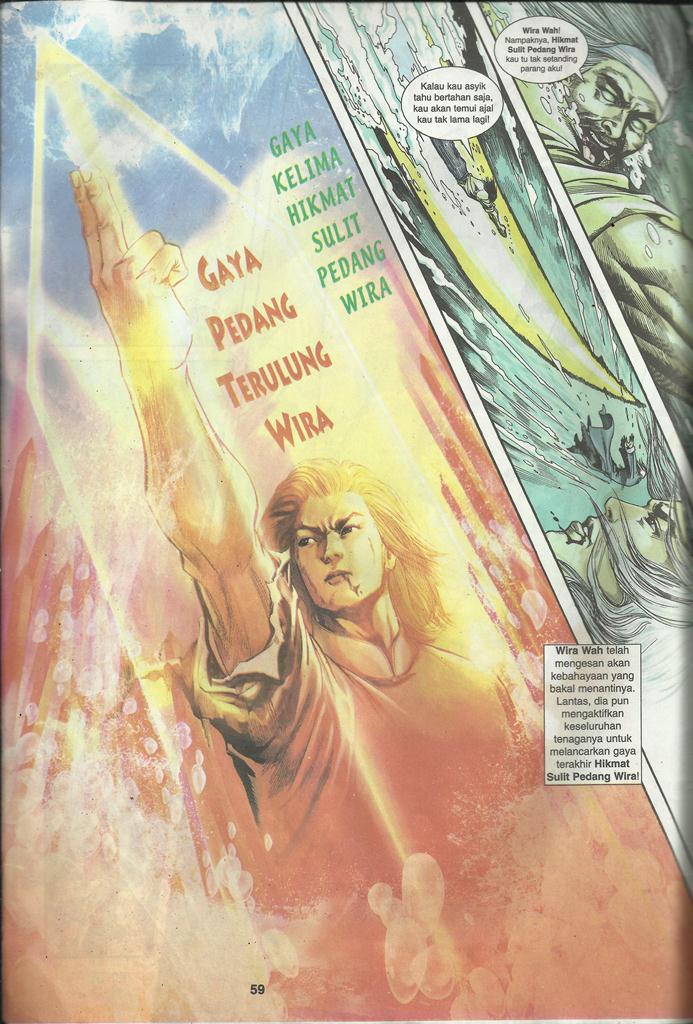 Wira Wah!
Nampaknya, Hikmat
Sulit Pedang Wira
kau tu tak setanding
parang aku!
Kalau kau asyik
tahu bertahan saja,
kau akan temui ajal
kau tak lama lagi!
GAYA
KELIMA
HIKMAT
SULIT
PEDANG
WIRA
GAYA
PEDANG
TERULUNG
WIRA
Wira Wah telah
mengesan akan
kebahayaan yang
bakal menantinya.
Lantas, dia pun
mengaktifkan
keseluruhan
tenaganya untuk
melancarkan gaya
terakhir Hikmat
Sulit Pedang Wira!
59